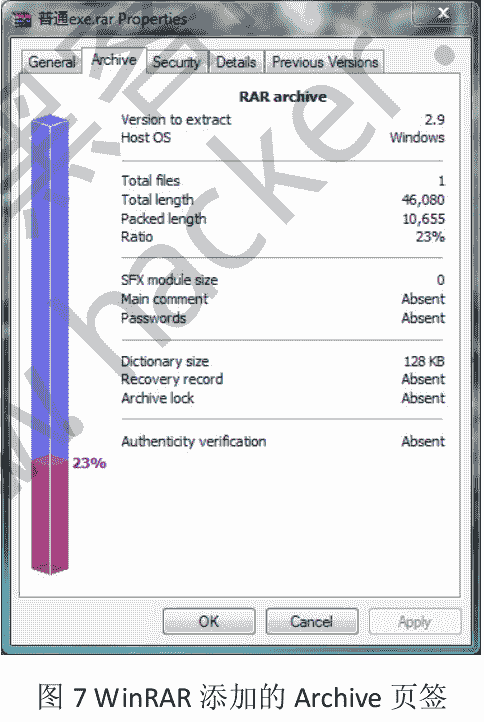 普通exe.rar Properties
General Archive Security Details Previous Versions
RAR archive
Version to extract 2.9
Host OS Windows
Total files 1
Total length 46,080
Packed length 10,655
Ratio 23%
SFX module size 0
Main comment Absent
Passwords Absent
Dictionary size 128 KB
Recovery record Absent
Archive lock Absent
Authenticity verification Absent
23%
OK Cancel Apply
图 7 WinRAR 添加的 Archive 页签
w.hacker